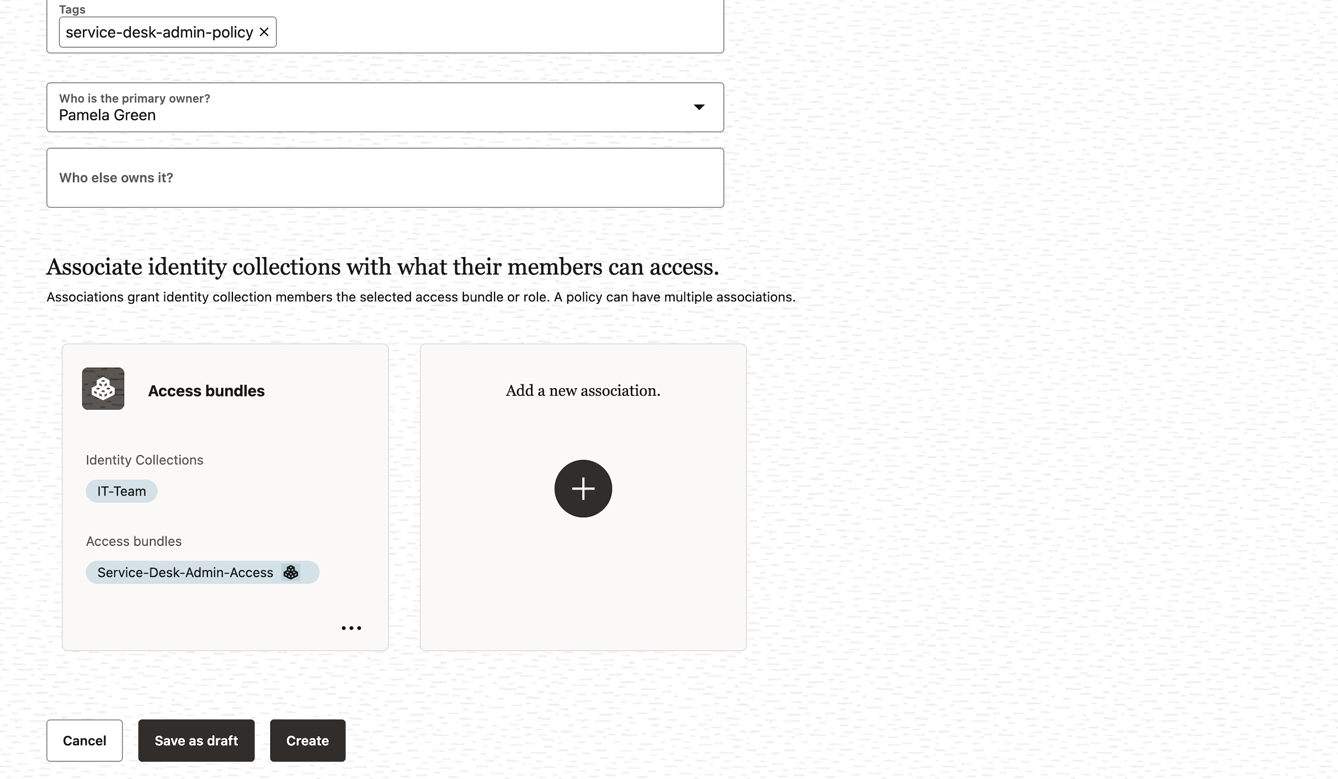 Tags
service-desk-admin-policy ×
Who is the primary owner?
Pamela Green
Who else owns it?
Associate identity collections with what their members can access.
Associations grant identity collection members the selected access bundle or role. A policy can have multiple associations.
Access bundles
Identity Collections
IT-Team
Access bundles
Service-Desk-Admin-Access
Add a new association.
Cancel
Save as draft
Create